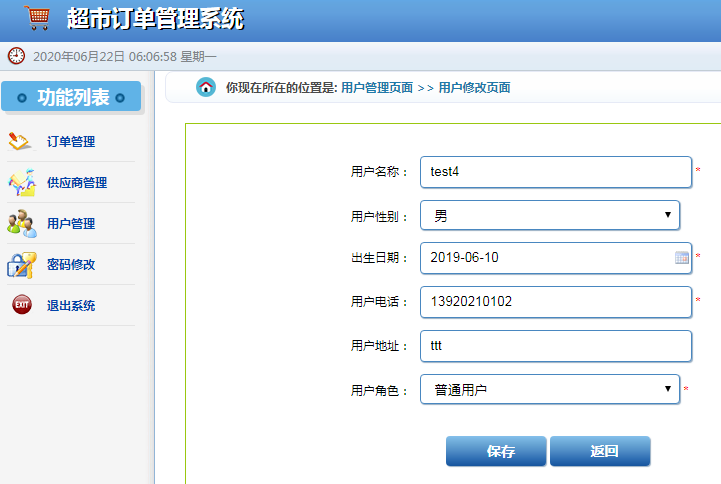 超市订单管理系统
2020年06月22日 06:06:58 星期一
功能列表
订单管理
供应商管理
用户管理
密码修改
EXIT 退出系统
你现在所在的位置是: 用户管理页面 >> 用户修改页面
用户名称： test4 *
用户性别： 男
出生日期： 2019-06-10 *
用户电话： 13920210102 *
用户地址： ttt
用户角色： 普通用户 *
保存 返回